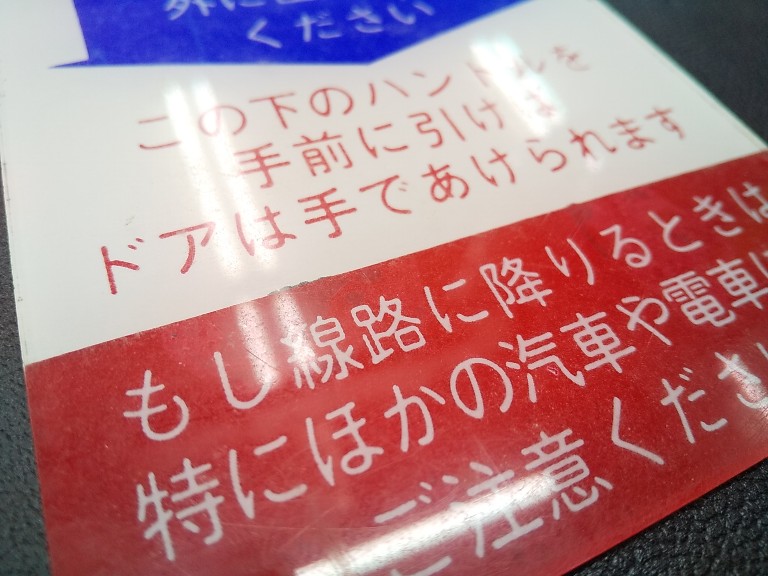 ください
この下のハンドルを
手前に引けば
ドアは手であけられます
もし線路に降りるときは
特にほかの汽車や電車に
ご注意ください